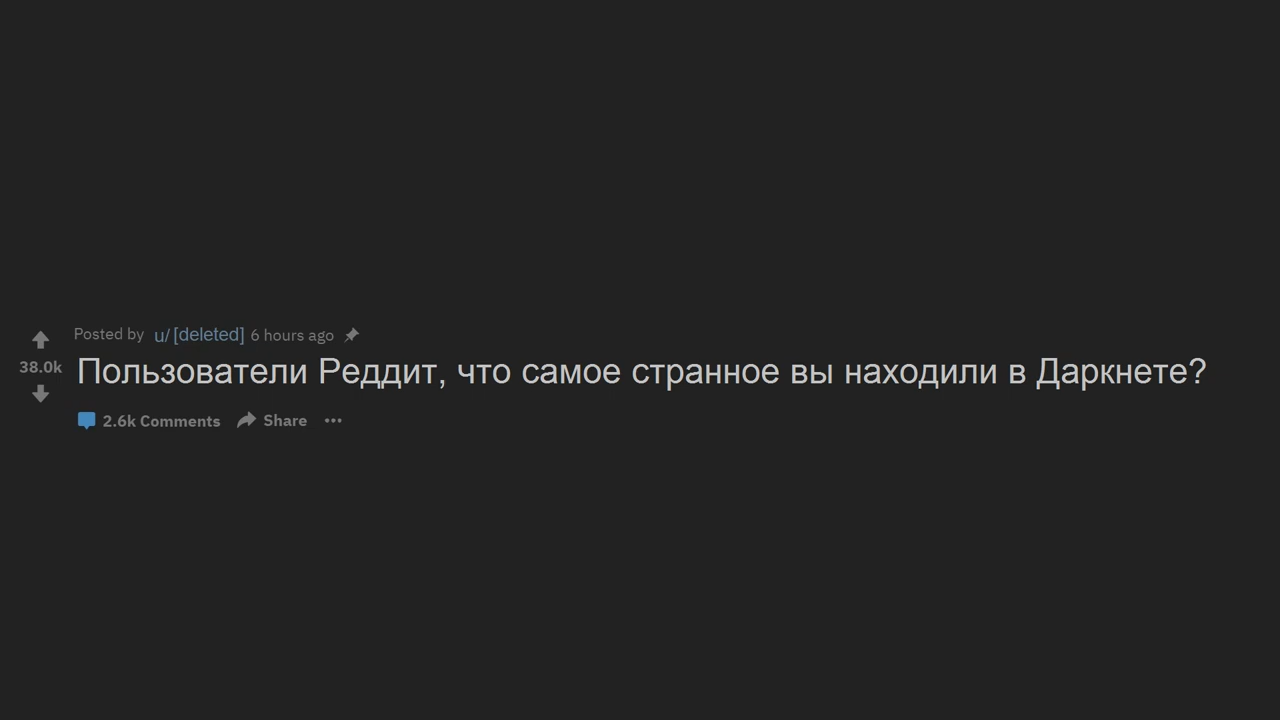 Posted by u/[deleted] 6 hours ago
38.0k Пользователи Реддит, что самое странное вы находили в Даркнете?
2.6k Comments Share ···